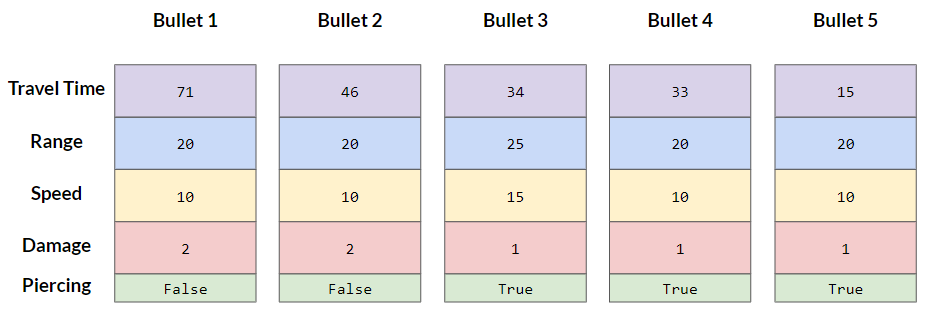 Bullet 1 Bullet 2 Bullet 3 Bullet 4 Bullet 5
Travel Time 71 46 34 33 15
Range 20 20 25 20 20
Speed 10 10 15 10 10
Damage 2 2 1 1 1
Piercing False False True True True